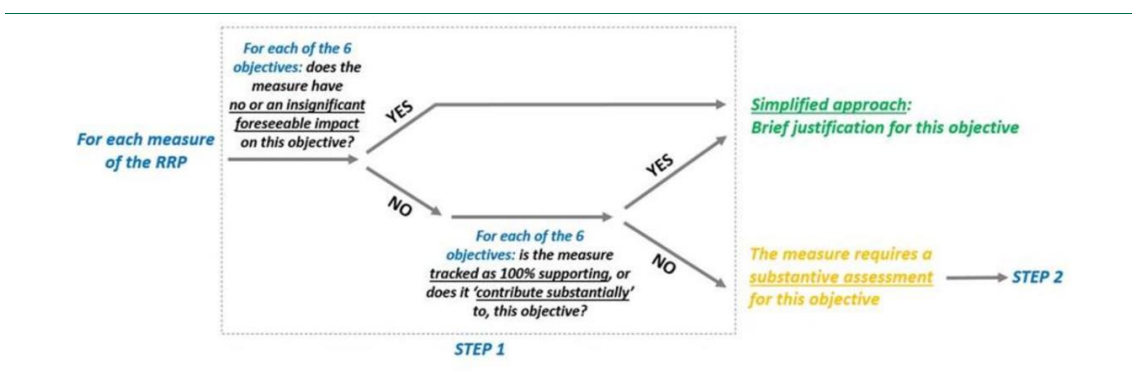 For each measure
of the RRP
For each of the 6
objectives: does the
measure have
no or an insignificant
foreseeable impact
on this objective?
YES
NO
For each of the 6
objectives: is the measure
tracked as 100% supporting, or
does it ‘contribute substantially’
to, this objective?
YES
NO
Simplified approach:
Brief justification for this objective
The measure requires a
substantive assessment
for this objective
STEP 2
STEP 1